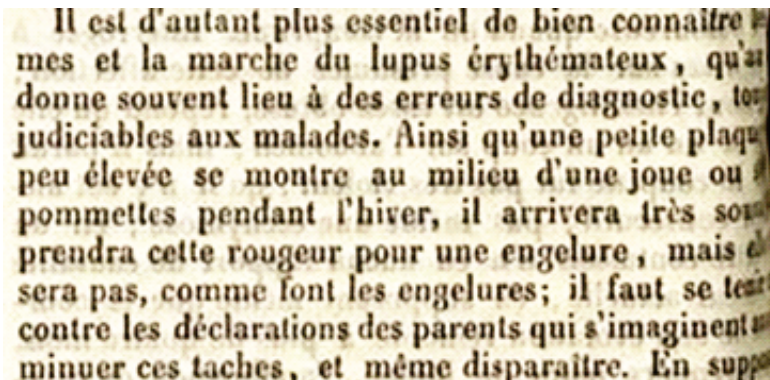 Il est d'autant plus essentiel de bien connaitre
mes et la marche du lupus érythémateux, qu'
donne souvent lieu à des erreurs de diagnostic,
judiciables aux malades. Ainsi qu'une petite plaqu
peu élevée se montre au milieu d'une joue ou
pommettes pendant l'hiver, il arrivera très
prendra cette rougeur pour une engelure, mais
sera pas, comme font les engelures; il faut se
contre les déclarations des parents qui s'imaginent
minuer ces taches, et même disparaître. En